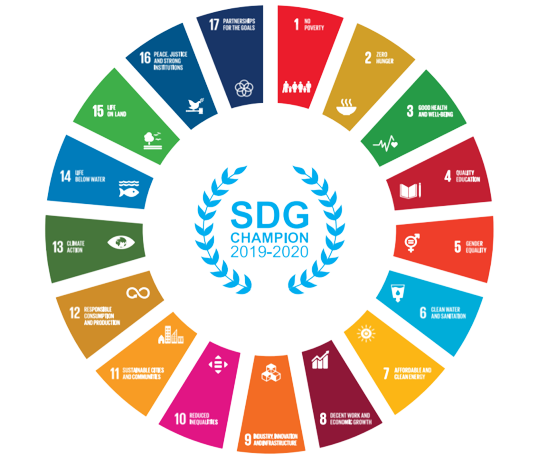 1 NO
POVERTY
2 ZERO
HUNGER
3 GOOD HEALTH
AND WELL-BEING
4 QUALITY
EDUCATION
5 GENDER
EQUALITY
6 CLEAN WATER
AND SANITATION
7 AFFORDABLE AND
CLEAN ENERGY
8 DECENT WORK AND
ECONOMIC GROWTH
9 INDUSTRY, INNOVATION
AND INFRASTRUCTURE
10 REDUCED
INEQUALITIES
11 SUSTAINABLE CITIES
AND COMMUNITIES
12 RESPONSIBLE
CONSUMPTION
AND PRODUCTION
13 CLIMATE
ACTION
14 LIFE
BELOW WATER
15 LIFE
ON LAND
16 PEACE, JUSTICE
AND STRONG
INSTITUTIONS
17 PARTNERSHIPS
FOR THE GOALS
SDG
CHAMPION
2019-2020